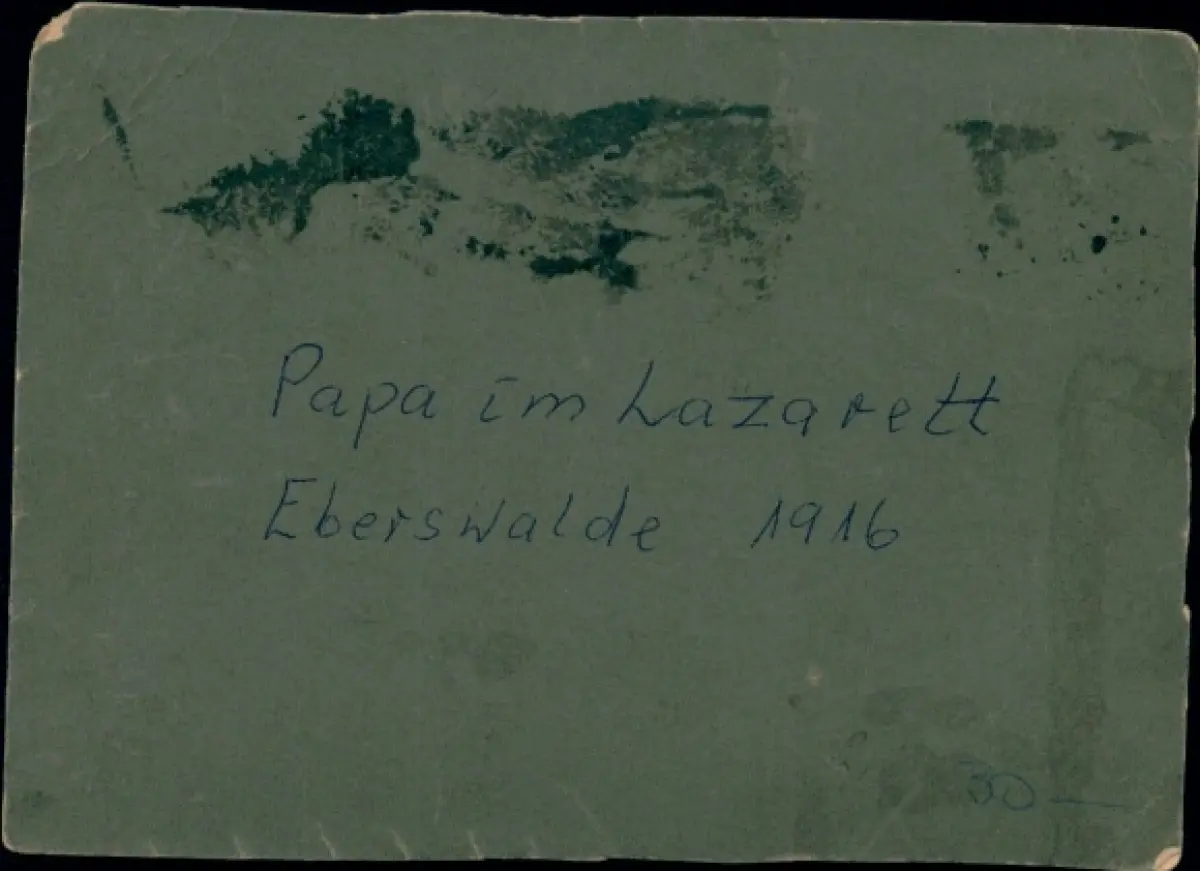 Papa im Lazarett
Eberswalde 1916
30—